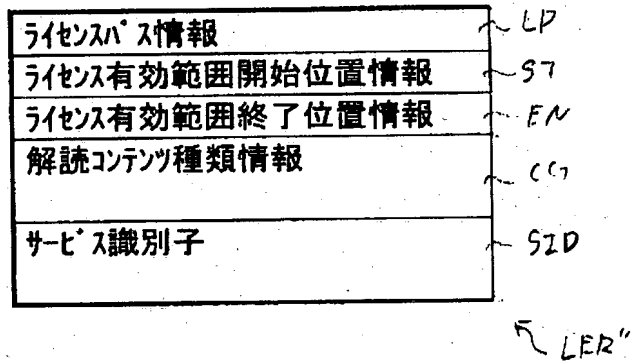 ライセンスパス情報 LP
ライセンス有効範囲開始位置情報 ST
ライセンス有効範囲終了位置情報 EN
解読コンテンツ種類情報
サービス識別子 SID